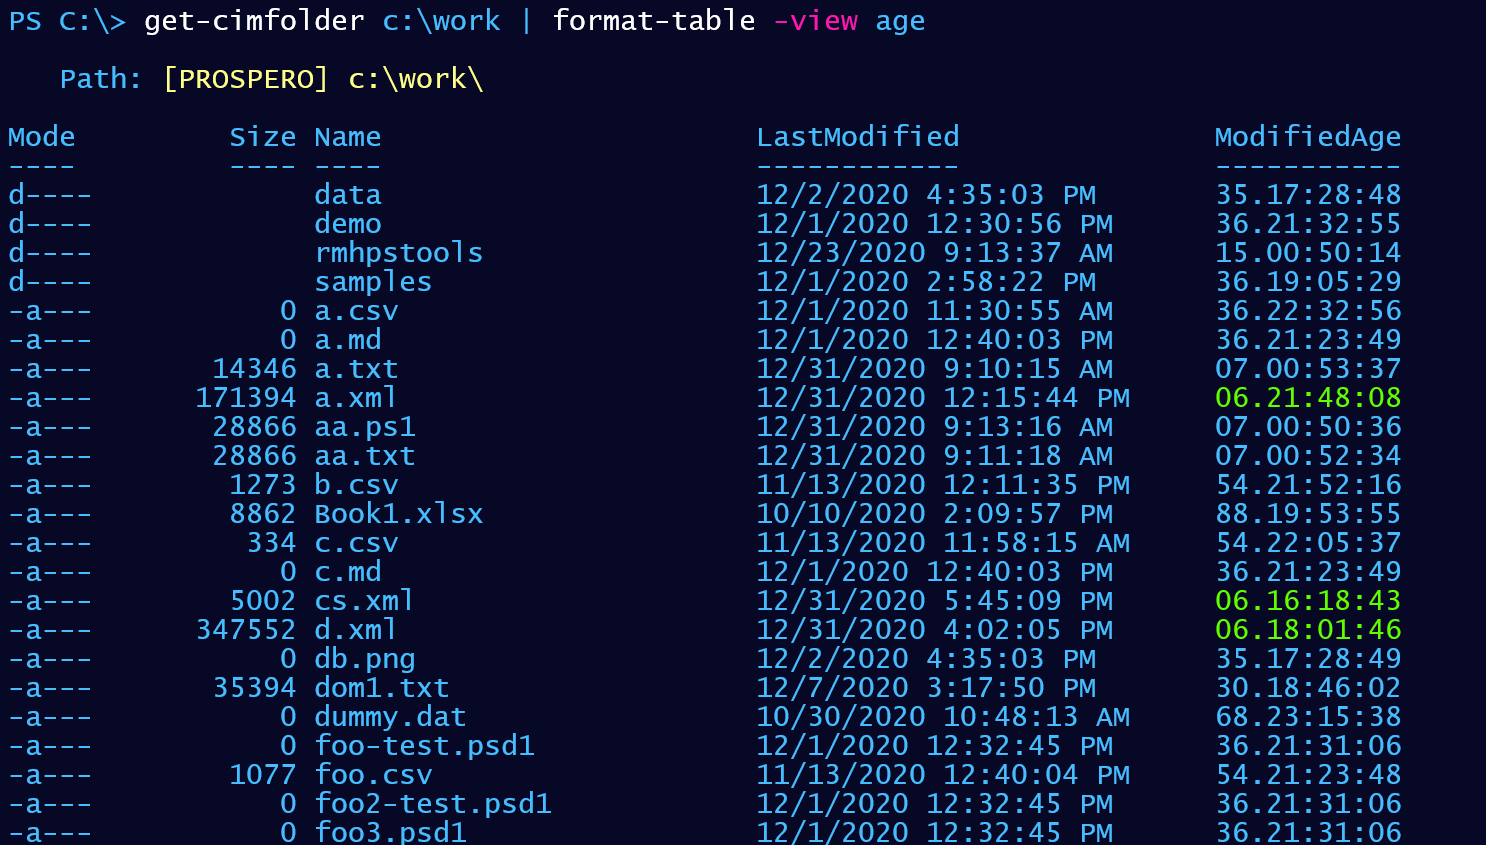 PS C:\> get-cimfolder c:\work | format-table -view age
Path: [PROSPERO] c:\work\
Mode Size Name LastModified ModifiedAge
---- ---- ---- ------------ -----------
d---- data 12/2/2020 4:35:03 PM 35.17:28:48
d---- demo 12/1/2020 12:30:56 PM 36.21:32:55
d---- rmhpstools 12/23/2020 9:13:37 AM 15.00:50:14
d---- samples 12/1/2020 2:58:22 PM 36.19:05:29
-a--- 0 a.csv 12/1/2020 11:30:55 AM 36.22:32:56
-a--- 0 a.md 12/1/2020 12:40:03 PM 36.21:23:49
-a--- 14346 a.txt 12/31/2020 9:10:15 AM 07.00:53:37
-a--- 171394 a.xml 12/31/2020 12:15:44 PM 06.21:48:08
-a--- 28866 aa.ps1 12/31/2020 9:13:16 AM 07.00:50:36
-a--- 28866 aa.txt 12/31/2020 9:11:18 AM 07.00:52:34
-a--- 1273 b.csv 11/13/2020 12:11:35 PM 54.21:52:16
-a--- 8862 Book1.xlsx 10/10/2020 2:09:57 PM 88.19:53:55
-a--- 334 c.csv 11/13/2020 11:58:15 AM 54.22:05:37
-a--- 0 c.md 12/1/2020 12:40:03 PM 36.21:23:49
-a--- 5002 cs.xml 12/31/2020 5:45:09 PM 06.16:18:43
-a--- 347552 d.xml 12/31/2020 4:02:05 PM 06.18:01:46
-a--- 0 db.png 12/2/2020 4:35:03 PM 35.17:28:49
-a--- 35394 dom1.txt 12/7/2020 3:17:50 PM 30.18:46:02
-a--- 0 dummy.dat 10/30/2020 10:48:13 AM 68.23:15:38
-a--- 0 foo-test.psd1 12/1/2020 12:32:45 PM 36.21:31:06
-a--- 1077 foo.csv 11/13/2020 12:40:04 PM 54.21:23:48
-a--- 0 foo2-test.psd1 12/1/2020 12:32:45 PM 36.21:31:06
-a--- 0 foo3.psd1 12/1/2020 12:32:45 PM 36.21:31:06